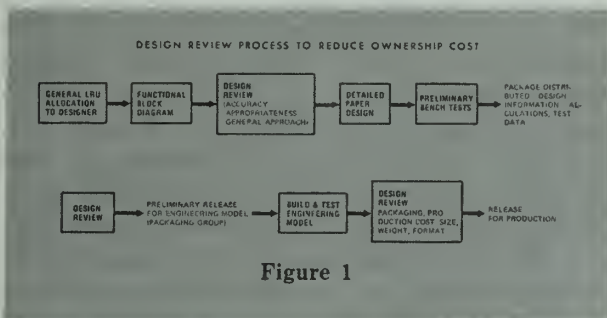 DESIGN REVIEW PROCESS TO REDUCE OWNERSHIP COST
GENERAL LRU
ALLOCATION
TO DESIGNER
FUNCTIONAL
BLOCK
DIAGRAM
DESIGN
REVIEW
(ACCURACY
APPROPRIATENESS
GENERAL APPROACH)
DETAILED
PAPER
DESIGN
PRELIMINARY
BENCH TESTS
PACKAGE DISTRI-
BUTED DESIGN
INFORMATION
CULATIONS, TEST
DATA
DESIGN
REVIEW
PRELIMINARY RELEASE
FOR ENGINEERING MODEL
(PACKAGING GROUP)
BUILD & TEST
ENGINEERING
MODEL
DESIGN
REVIEW
PACKAGING, PRO
DUCTION COST SIZE,
WEIGHT, FORMAT
RELEASE
FOR PRODUCTION
Figure 1